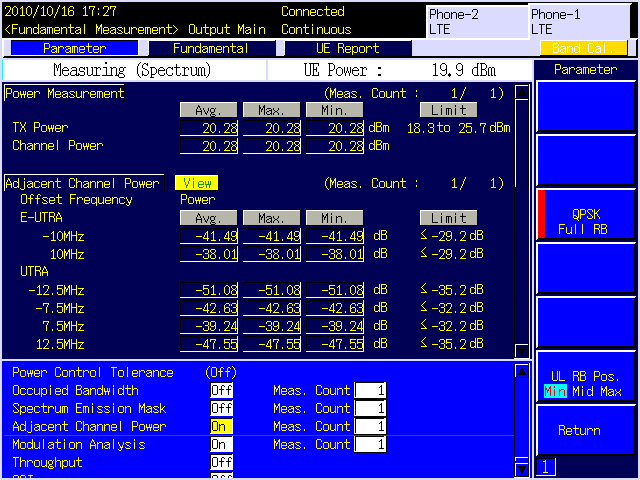 2010/10/16 17:27 Connected Phone-2 Phone-1
<Fundamental Measurement> Output Main Continuous LTE LTE
Parameter Fundamental UE Report Band Cal.
Measuring (Spectrum) UE Power : 19.9 dBm Parameter
Power Measurement (Meas. Count : 1/ 1)
Avg. Max. Min. Limit
TX Power 20.28 20.28 20.28 dBm 18.3 to 25.7 dBm
Channel Power 20.28 20.28 20.28 dBm
Adjacent Channel Power View (Meas. Count : 1/ 1)
Offset Frequency Power
E-UTRA Avg. Max. Min. Limit
-10MHz -41.49 -41.49 -41.49 dB ≤ -29.2 dB
10MHz -38.01 -38.01 -38.01 dB ≤ -29.2 dB
UTRA
-12.5MHz -51.08 -51.08 -51.08 dB ≤ -35.2 dB
-7.5MHz -42.63 -42.63 -42.63 dB ≤ -32.2 dB
7.5MHz -39.24 -39.24 -39.24 dB ≤ -32.2 dB
12.5MHz -47.55 -47.55 -47.55 dB ≤ -35.2 dB
Power Control Tolerance (Off)
Occupied Bandwidth Off Meas. Count 1
Spectrum Emission Mask Off Meas. Count 1
Adjacent Channel Power On Meas. Count 1
Modulation Analysis On Meas. Count 1
Throughput Off
QPSK
Full RB
UL RB Pos.
Min Mid Max
Return
1